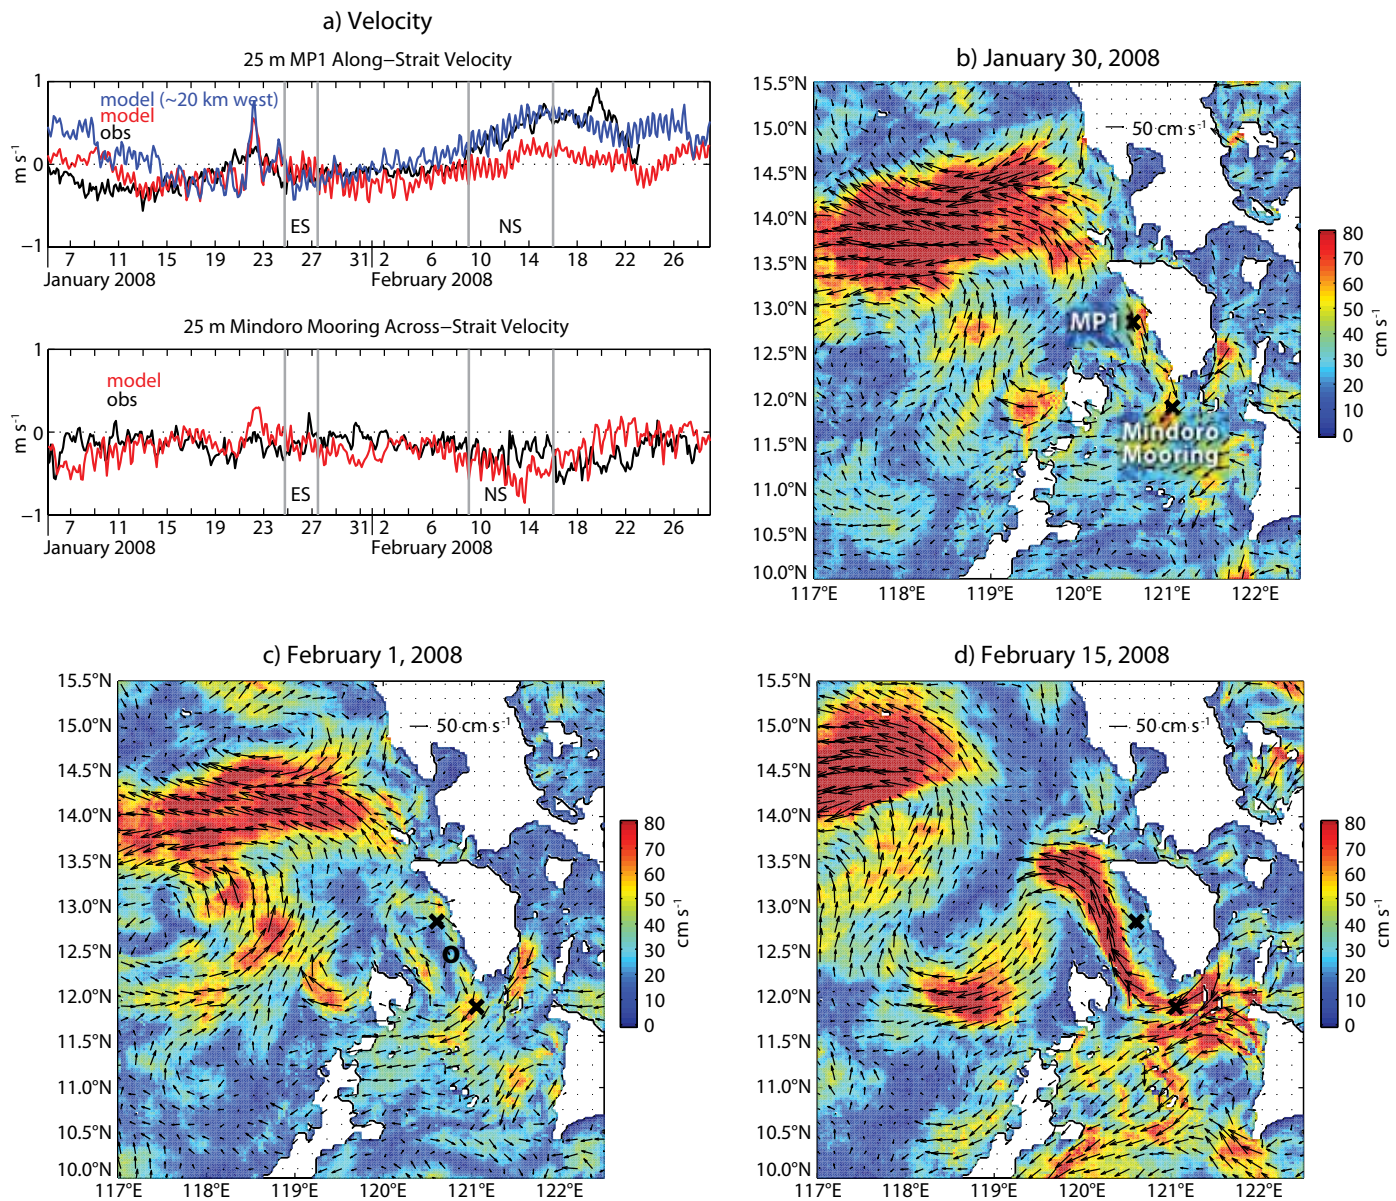 a) Velocity
25 m MP1 Along−Strait Velocity
1
0
−1
m s⁻¹
model (~20 km west)
model
obs
ES
NS
7 11 15 19 23 27 31 2 6 10 14 18 22 26
January 2008 February 2008
25 m Mindoro Mooring Across−Strait Velocity
1
0
−1
m s⁻¹
model
obs
ES
NS
7 11 15 19 23 27 31 2 6 10 14 18 22 26
January 2008 February 2008
b) January 30, 2008
15.5°N
15.0°N
14.5°N
14.0°N
13.5°N
13.0°N
12.5°N
12.0°N
11.5°N
11.0°N
10.5°N
10.0°N
50 cm s⁻¹
MP1
Mindoro
Mooring
117°E 118°E 119°E 120°E 121°E 122°E
80
70
60
50
40
30
20
10
0
cm s⁻¹
c) February 1, 2008
15.5°N
15.0°N
14.5°N
14.0°N
13.5°N
13.0°N
12.5°N
12.0°N
11.5°N
11.0°N
10.5°N
10.0°N
50 cm s⁻¹
O
117°E 118°E 119°E 120°E 121°E 122°E
80
70
60
50
40
30
20
10
0
cm s⁻¹
d) February 15, 2008
15.5°N
15.0°N
14.5°N
14.0°N
13.5°N
13.0°N
12.5°N
12.0°N
11.5°N
11.0°N
10.5°N
10.0°N
50 cm s⁻¹
117°E 118°E 119°E 120°E 121°E 122°E
80
70
60
50
40
30
20
10
0
cm s⁻¹